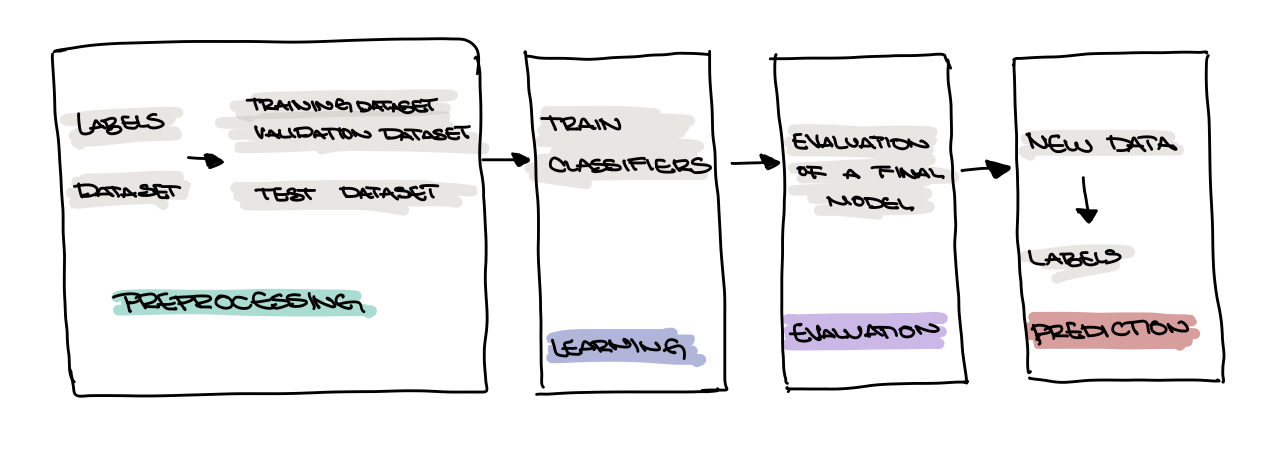 LABELS
DATASET
TRAINING DATASET
VALIDATION DATASET
TEST DATASET
PREPROCESSING
TRAIN
CLASSIFIERS
LEARNING
EVALUATION
OF A FINAL
MODEL
EVALUATION
NEW DATA
LABELS
PREDICTION